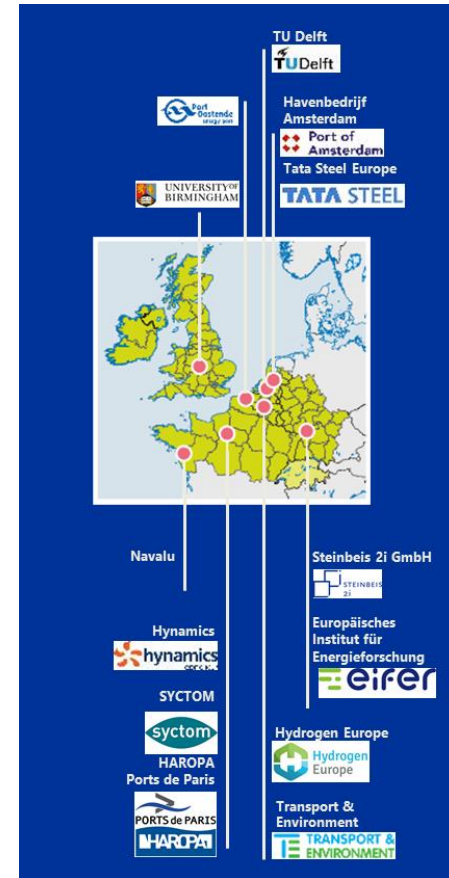 TU Delft
TUDelft
Port
Oostende
Havenbedrijf
Amsterdam
Port of
Amsterdam
Tata Steel Europe
TATA STEEL
UNIVERSITY OF
BIRMINGHAM
Navalu
Steinbeis 2i GmbH
STEINBEIS
2i
Europäisches
Institut für
Energieforschung
eifer
Hynamics
hynamics
SYCTOM
syctom
HAROPA
Ports de Paris
PORTS de PARIS
HAROPA
Hydrogen Europe
Hydrogen
Europe
Transport &
Environment
TE TRANSPORT &
ENVIRONMENT